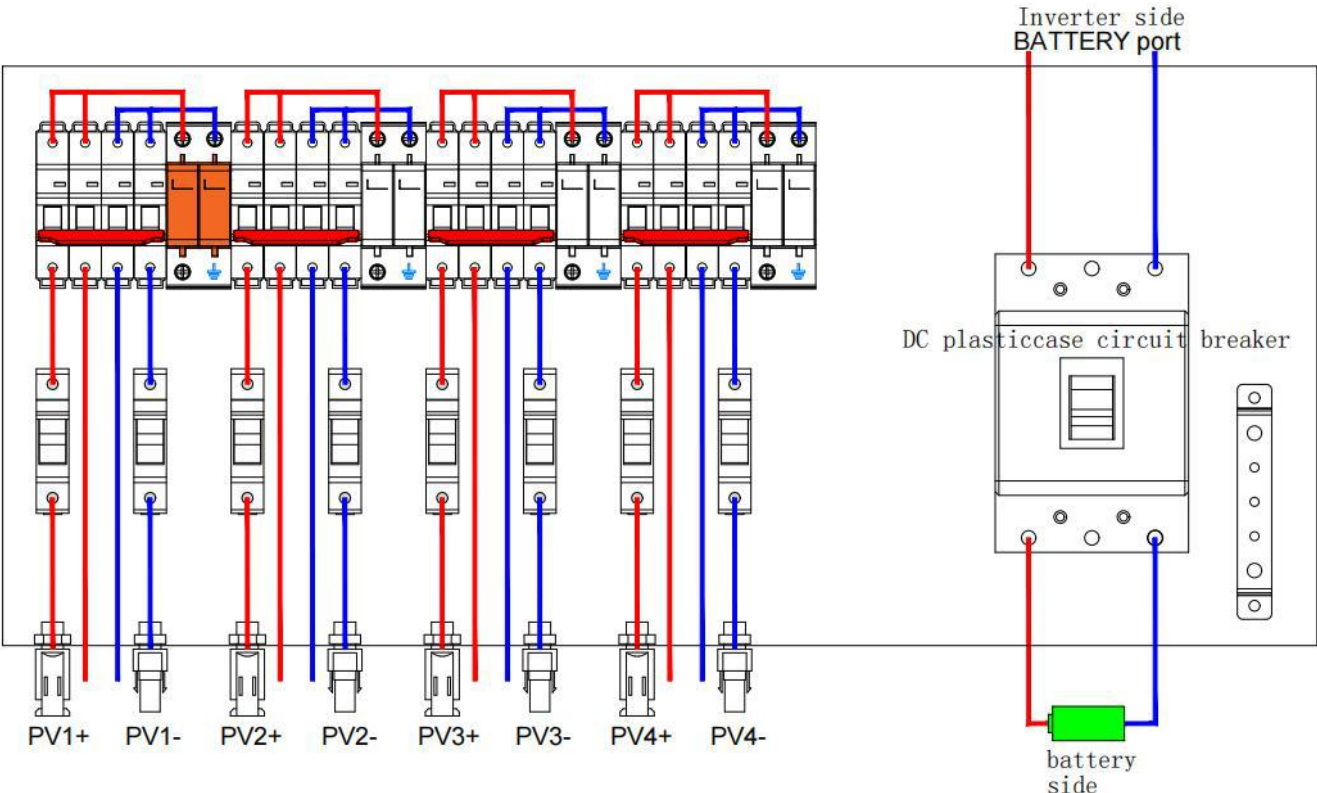 Inverter side
BATTERY port
DC plasticcase circuit breaker
PV1+ PV1- PV2+ PV2- PV3+ PV3- PV4+ PV4-
battery
side